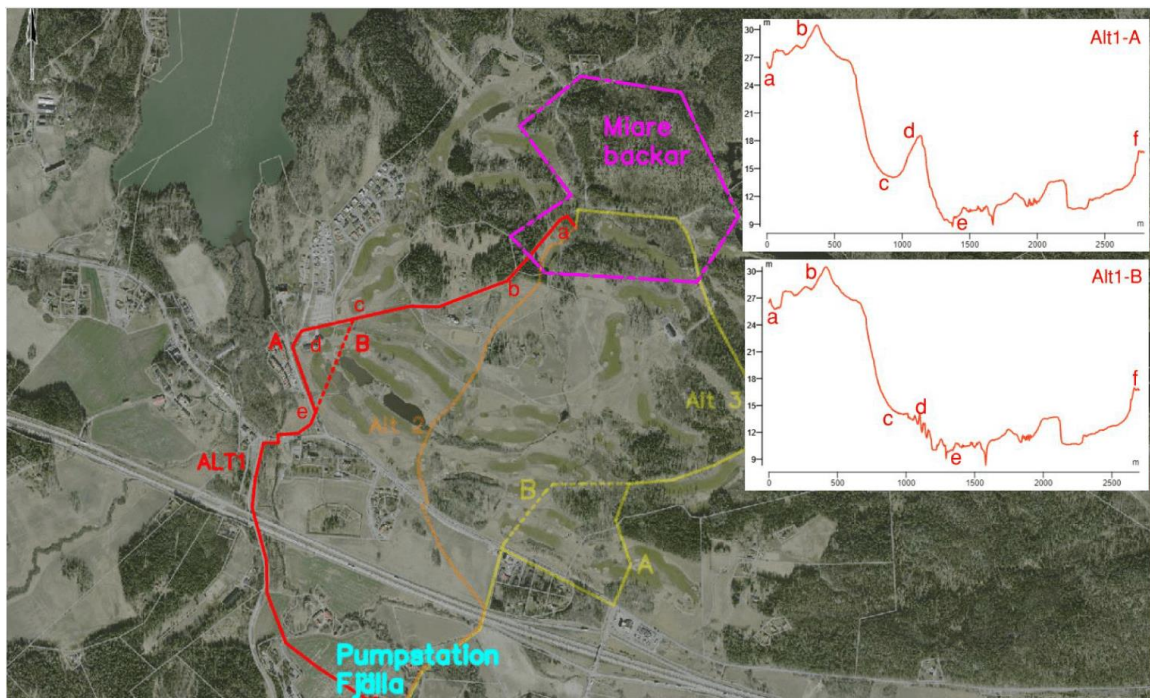 m
30
27
24
21
18
15
12
9
0
500
1000
1500
2000
2500
m
Alt1-A
a
b
c
d
e
f
m
30
27
24
21
18
15
12
9
0
500
1000
1500
2000
2500
m
Alt1-B
a
b
c
d
e
f
Miare
backar
a
b
c
A
d
B
e
Alt 2
Alt 3
ALT1
B
A
Pumpstation
Fjälla